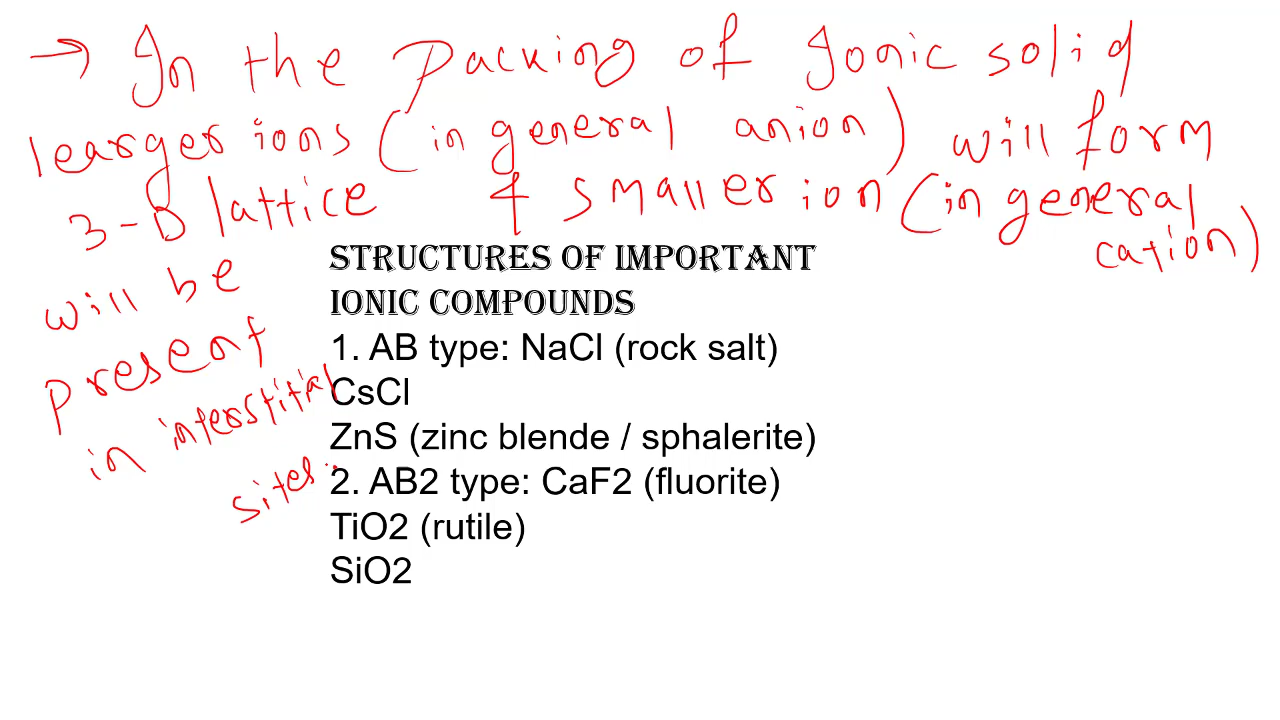 → In the Packing of Ionic solid
leargerions (in general anion) will form
3-D lattice & smaller ion (in general
cation)
will be
present
in interstitial
sites.
STRUCTURES OF IMPORTANT
IONIC COMPOUNDS
1. AB type: NaCl (rock salt)
CsCl
ZnS (zinc blende / sphalerite)
2. AB2 type: CaF2 (fluorite)
TiO2 (rutile)
SiO2